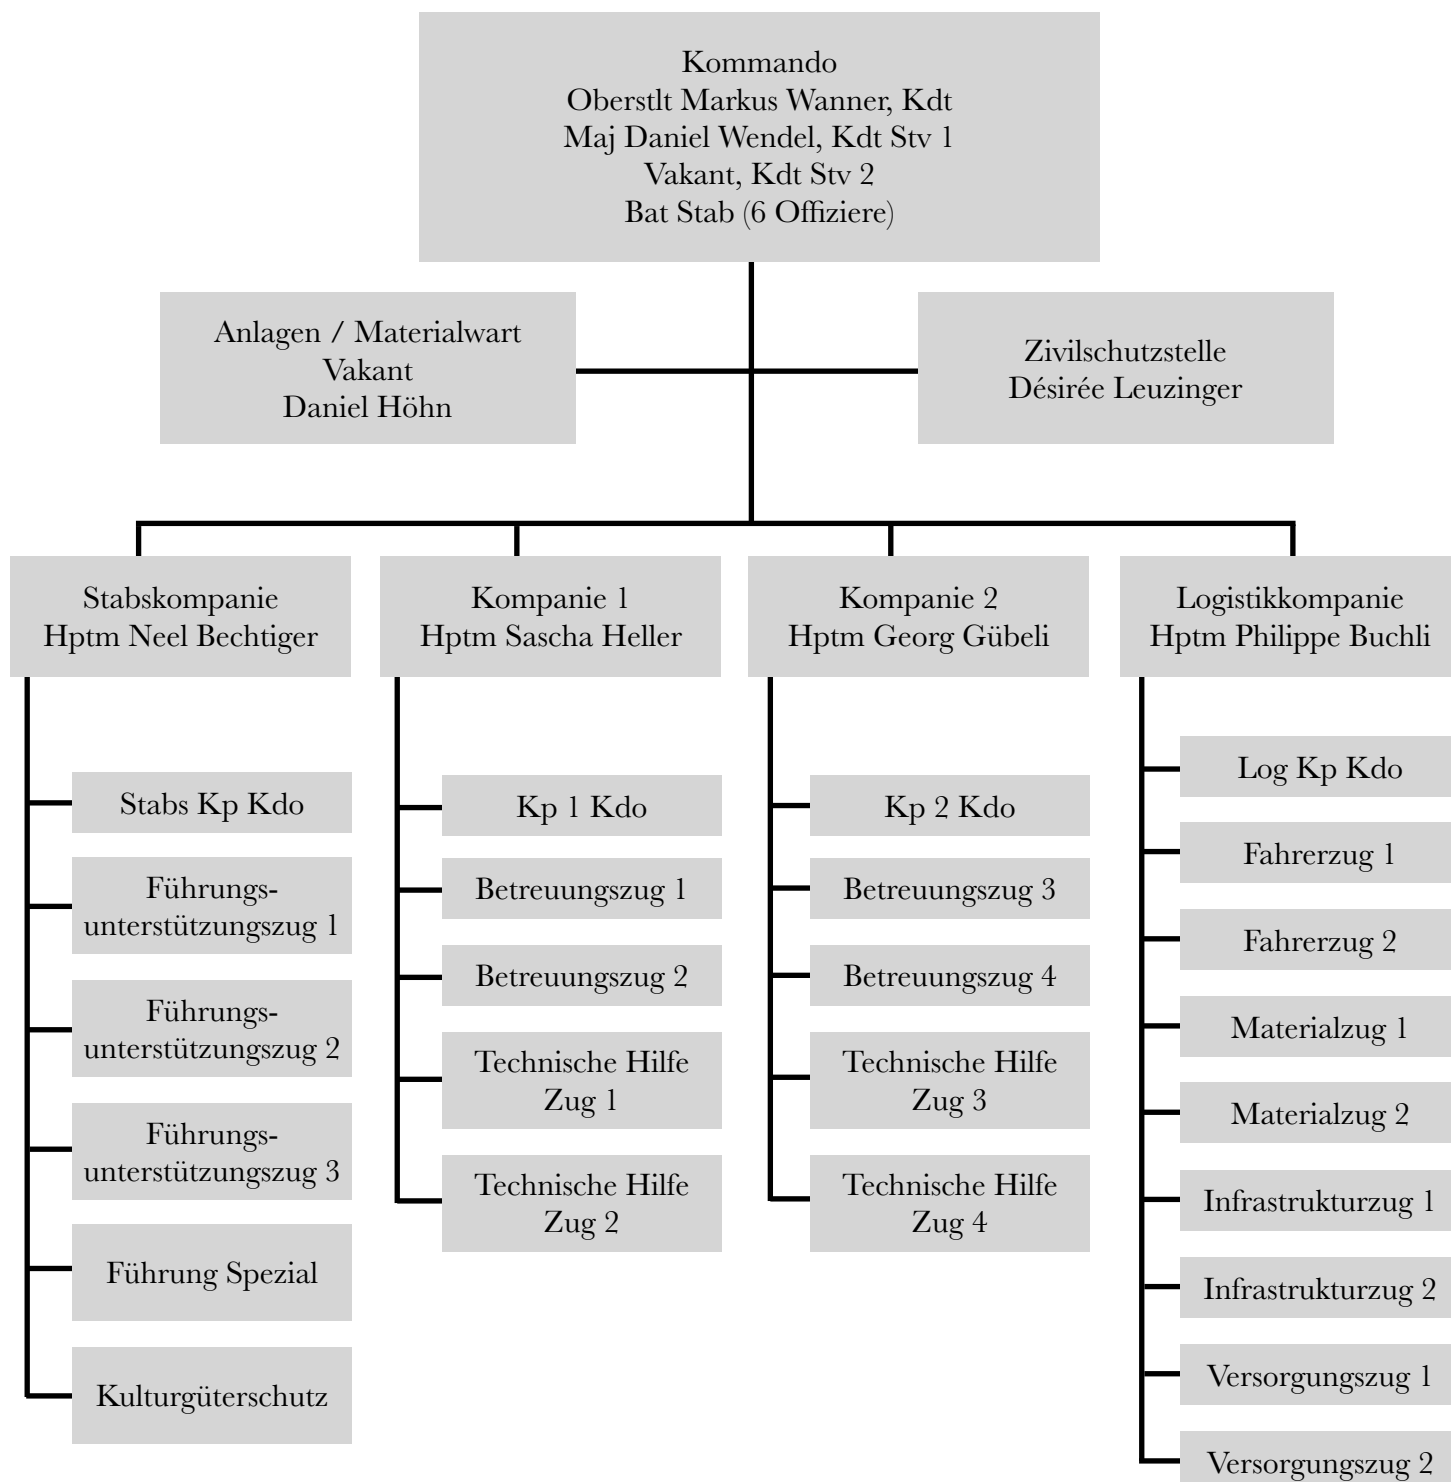 Kommando
Oberstlt Markus Wanner, Kdt
Maj Daniel Wendel, Kdt Stv 1
Vakant, Kdt Stv 2
Bat Stab (6 Offiziere)
Anlagen / Materialwart
Vakant
Daniel Höhn
Zivilschutzstelle
Désirée Leuzinger
Stabskompanie
Hptm Neel Bechtiger
Kompanie 1
Hptm Sascha Heller
Kompanie 2
Hptm Georg Gübeli
Logistikkompanie
Hptm Philippe Buchli
Stabs Kp Kdo
Führungs-
unterstützungszug 1
Führungs-
unterstützungszug 2
Führungs-
unterstützungszug 3
Führung Spezial
Kulturgüterschutz
Kp 1 Kdo
Betreuungszug 1
Betreuungszug 2
Technische Hilfe
Zug 1
Technische Hilfe
Zug 2
Kp 2 Kdo
Betreuungszug 3
Betreuungszug 4
Technische Hilfe
Zug 3
Technische Hilfe
Zug 4
Log Kp Kdo
Fahrerzug 1
Fahrerzug 2
Materialzug 1
Materialzug 2
Infrastrukturzug 1
Infrastrukturzug 2
Versorgungszug 1
Versorgungszug 2